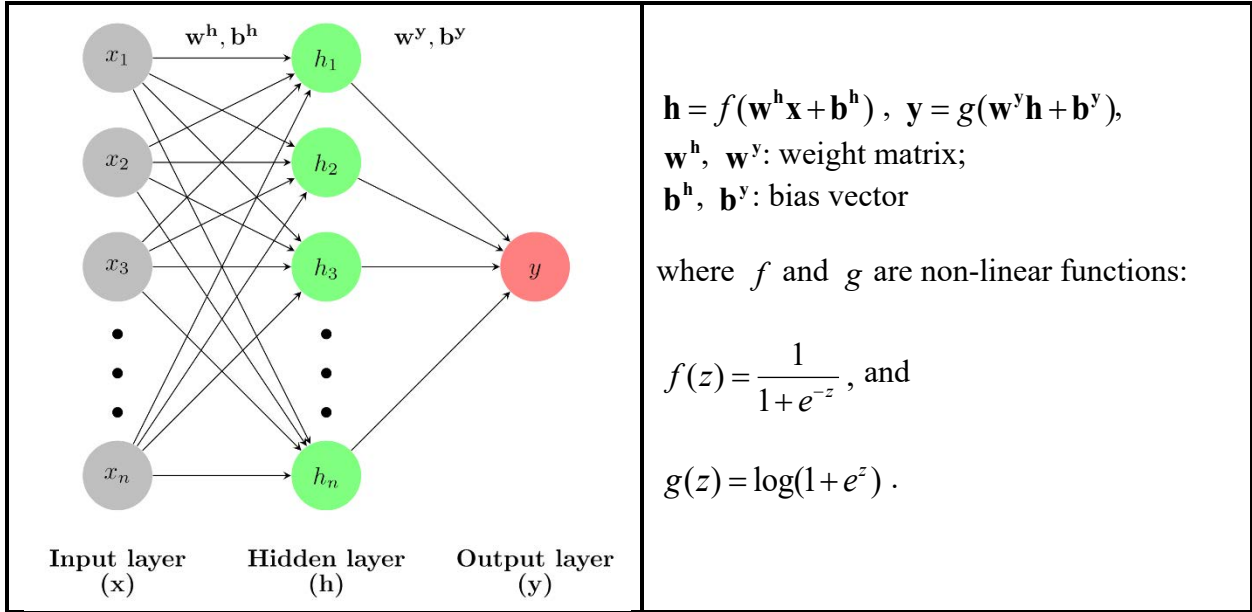 w^h, b^h
w^y, b^y
x_1
h_1
x_2
h_2
x_3
h_3
y
x_n
h_n
Input layer
(x)
Hidden layer
(h)
Output layer
(y)
h = f(w^h x + b^h) , y = g(w^y h + b^y),
w^h, w^y: weight matrix;
b^h, b^y: bias vector
where f and g are non-linear functions:
f(z) = 1 / (1 + e^{-z}) , and
g(z) = log(1 + e^z) .